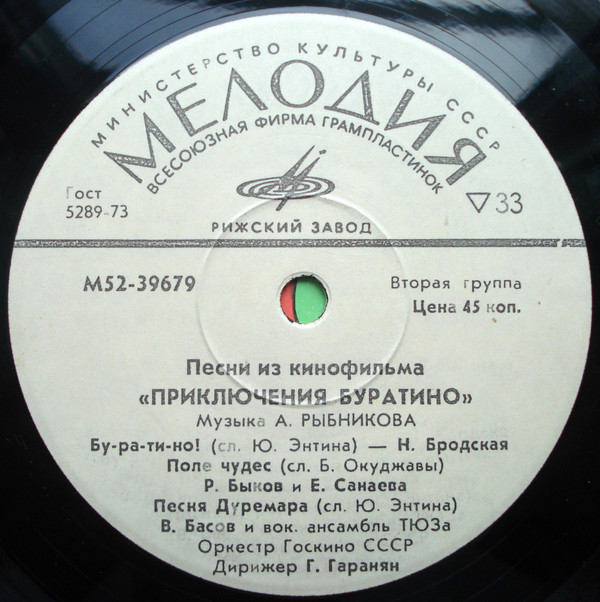 МИНИСТЕРСТВО КУЛЬТУРЫ СССР
МЕЛОДИЯ
ВСЕСОЮЗНАЯ ФИРМА ГРАМПЛАСТИНОК
Гост
5289-73
33
РИЖСКИЙ ЗАВОД
М52-39679
Вторая группа
Цена 45 коп.
Песни из кинофильма
«ПРИКЛЮЧЕНИЯ БУРАТИНО»
Музыка А. РЫБНИКОВА
Бу-ра-ти-но! (сл. Ю. Энтина) — Н. Бродская
Поле чудес (сл. Б. Окуджавы)
Р. Быков и Е. Санаева
Песня Дуремара (сл. Ю. Энтина)
В. Басов и вок. ансамбль ТЮЗа
Оркестр Госкино СССР
Дирижер Г. Гаранян